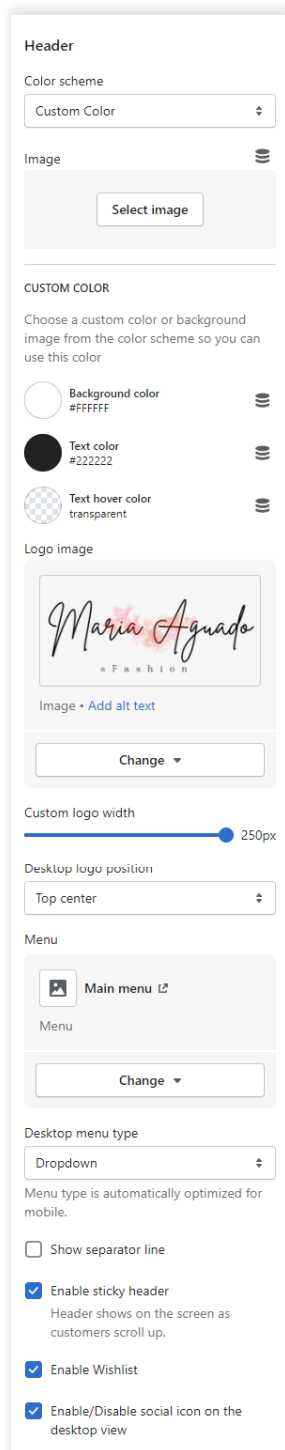 Header
Color scheme
Custom Color
Image
Select image
CUSTOM COLOR
Choose a custom color or background
image from the color scheme so you can
use this color
Background color
#FFFFFF
Text color
#222222
Text hover color
transparent
Logo image
Maria Aguado
Fashion
Image • Add alt text
Change
Custom logo width
250px
Desktop logo position
Top center
Menu
Main menu
Menu
Change
Desktop menu type
Dropdown
Menu type is automatically optimized for
mobile.
Show separator line
Enable sticky header
Header shows on the screen as
customers scroll up.
Enable Wishlist
Enable/Disable social icon on the
desktop view